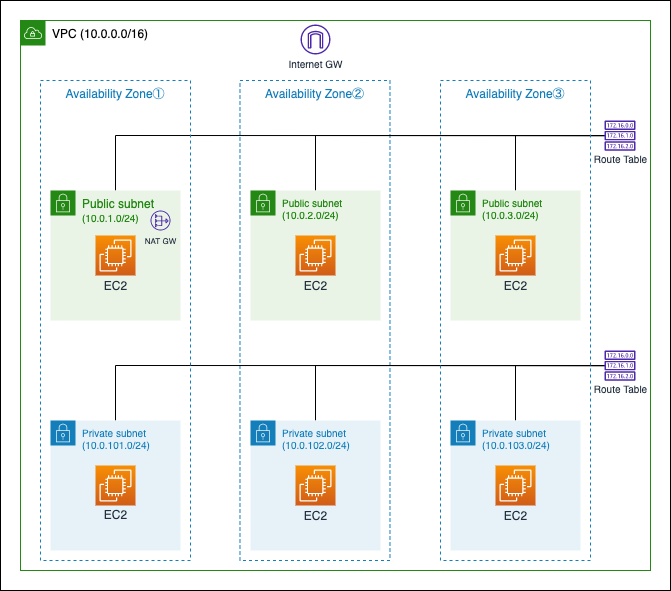 VPC (10.0.0.0/16)
Internet GW
Availability Zone①
Availability Zone②
Availability Zone③
172.16.0.0
172.16.1.0
172.16.2.0
Route Table
Public subnet
(10.0.1.0/24)
NAT GW
EC2
Public subnet
(10.0.2.0/24)
EC2
Public subnet
(10.0.3.0/24)
EC2
172.16.0.0
172.16.1.0
172.16.2.0
Route Table
Private subnet
(10.0.101.0/24)
EC2
Private subnet
(10.0.102.0/24)
EC2
Private subnet
(10.0.103.0/24)
EC2